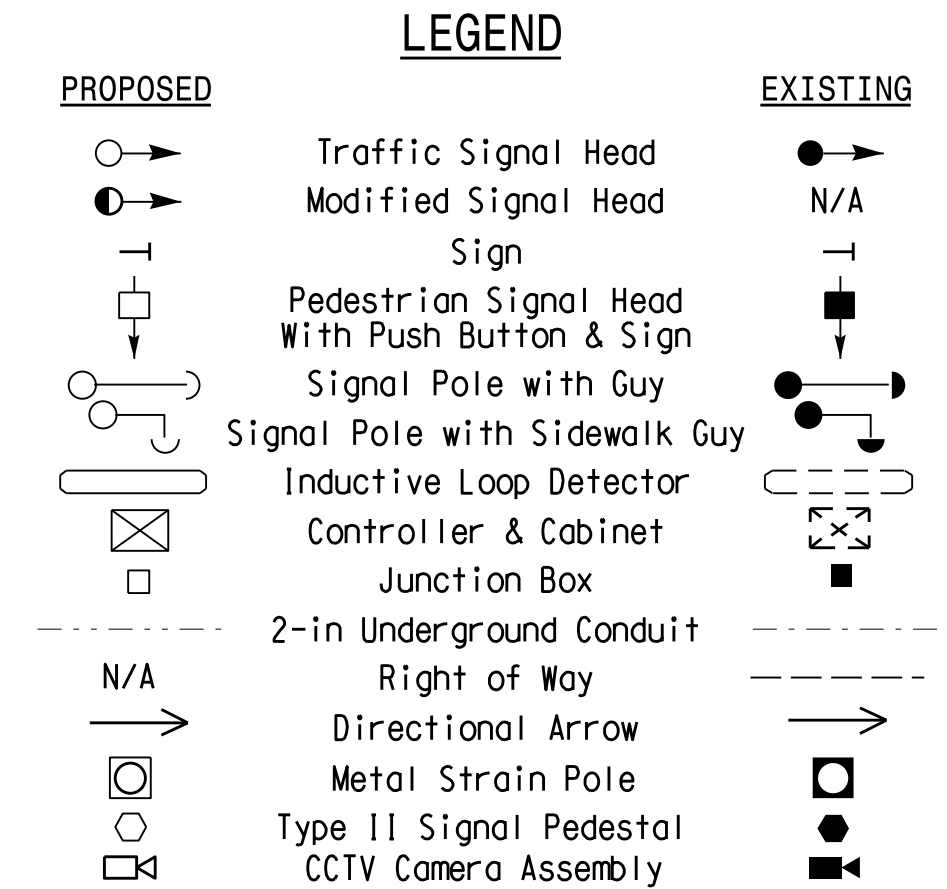 LEGEND
PROPOSED EXISTING
Traffic Signal Head
Modified Signal Head N/A
Sign
Pedestrian Signal Head
With Push Button & Sign
Signal Pole with Guy
Signal Pole with Sidewalk Guy
Inductive Loop Detector
Controller & Cabinet
Junction Box
2-in Underground Conduit
N/A Right of Way
Directional Arrow
Metal Strain Pole
Type II Signal Pedestal
CCTV Camera Assembly